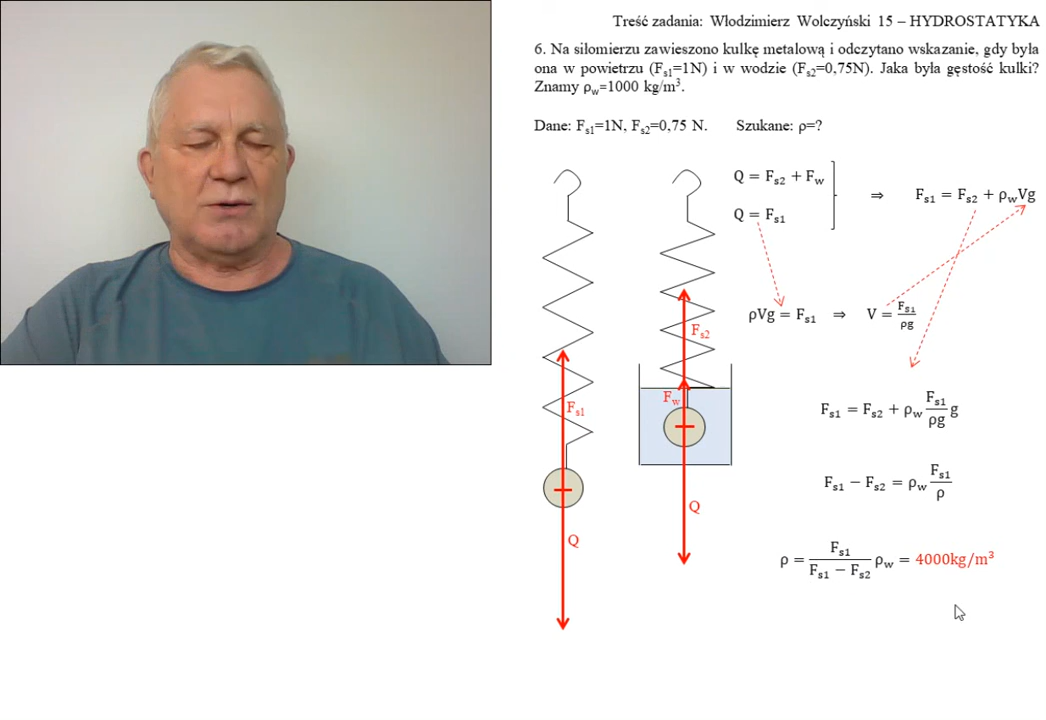 Treść zadania: Włodzimierz Wolczyński 15 – HYDROSTATYKA
6. Na siłomierzu zawieszono kulkę metalową i odczytano wskazanie, gdy była
ona w powietrzu (Fs1=1N) i w wodzie (Fs2=0,75N). Jaka była gęstość kulki?
Znamy ρw=1000 kg/m³.
Dane: Fs1=1N, Fs2=0,75 N. Szukane: ρ=?
Q = Fs2 + Fw
Q = Fs1
⇒ Fs1 = Fs2 + ρwVg
ρVg = Fs1 ⇒ V = Fs1/ρg
Fs2
Fw
Fs1
Fs1 = Fs2 + ρw Fs1/ρg g
Fs1 − Fs2 = ρw Fs1/ρ
Q
Q
ρ = Fs1/(Fs1 − Fs2) ρw = 4000kg/m³